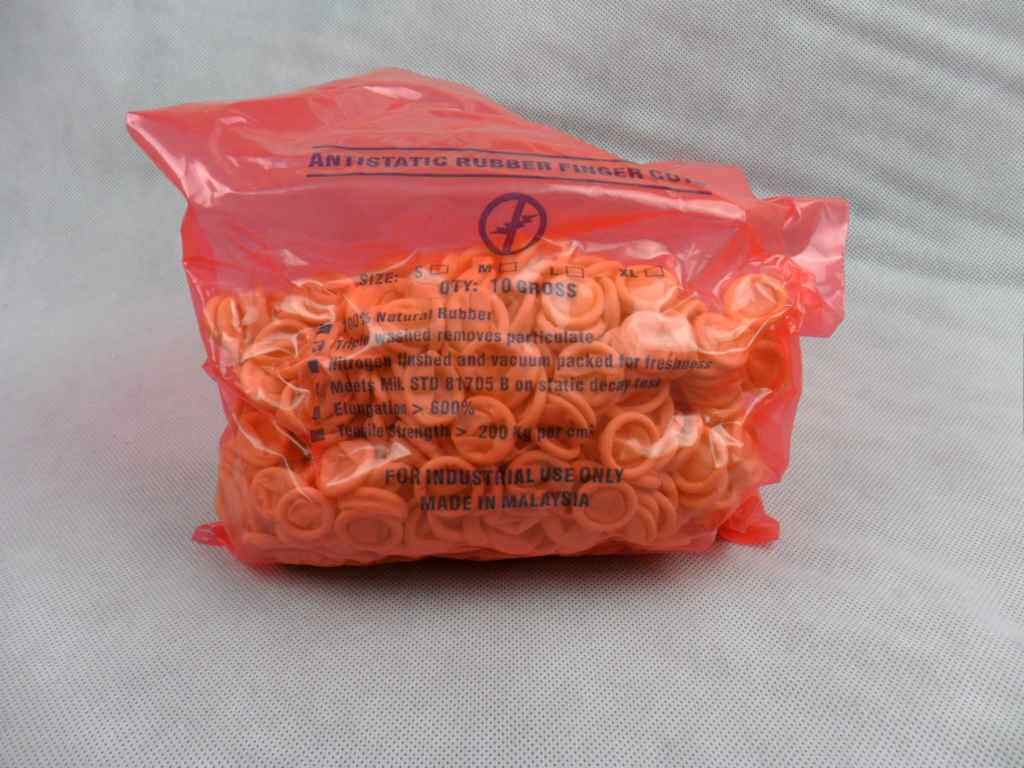 ANTISTATIC RUBBER FINGER COTS
SIZE: S M L XL
QTY: 10 GROSS
100% Natural Rubber
Triple washed removes particulate
Nitrogen flushed and vacuum packed for freshness
Meets Mil. STD 81705 B on static decay test
Elongation > 600%
Tensile Strength > 200 Kg per cm²
FOR INDUSTRIAL USE ONLY
MADE IN MALAYSIA